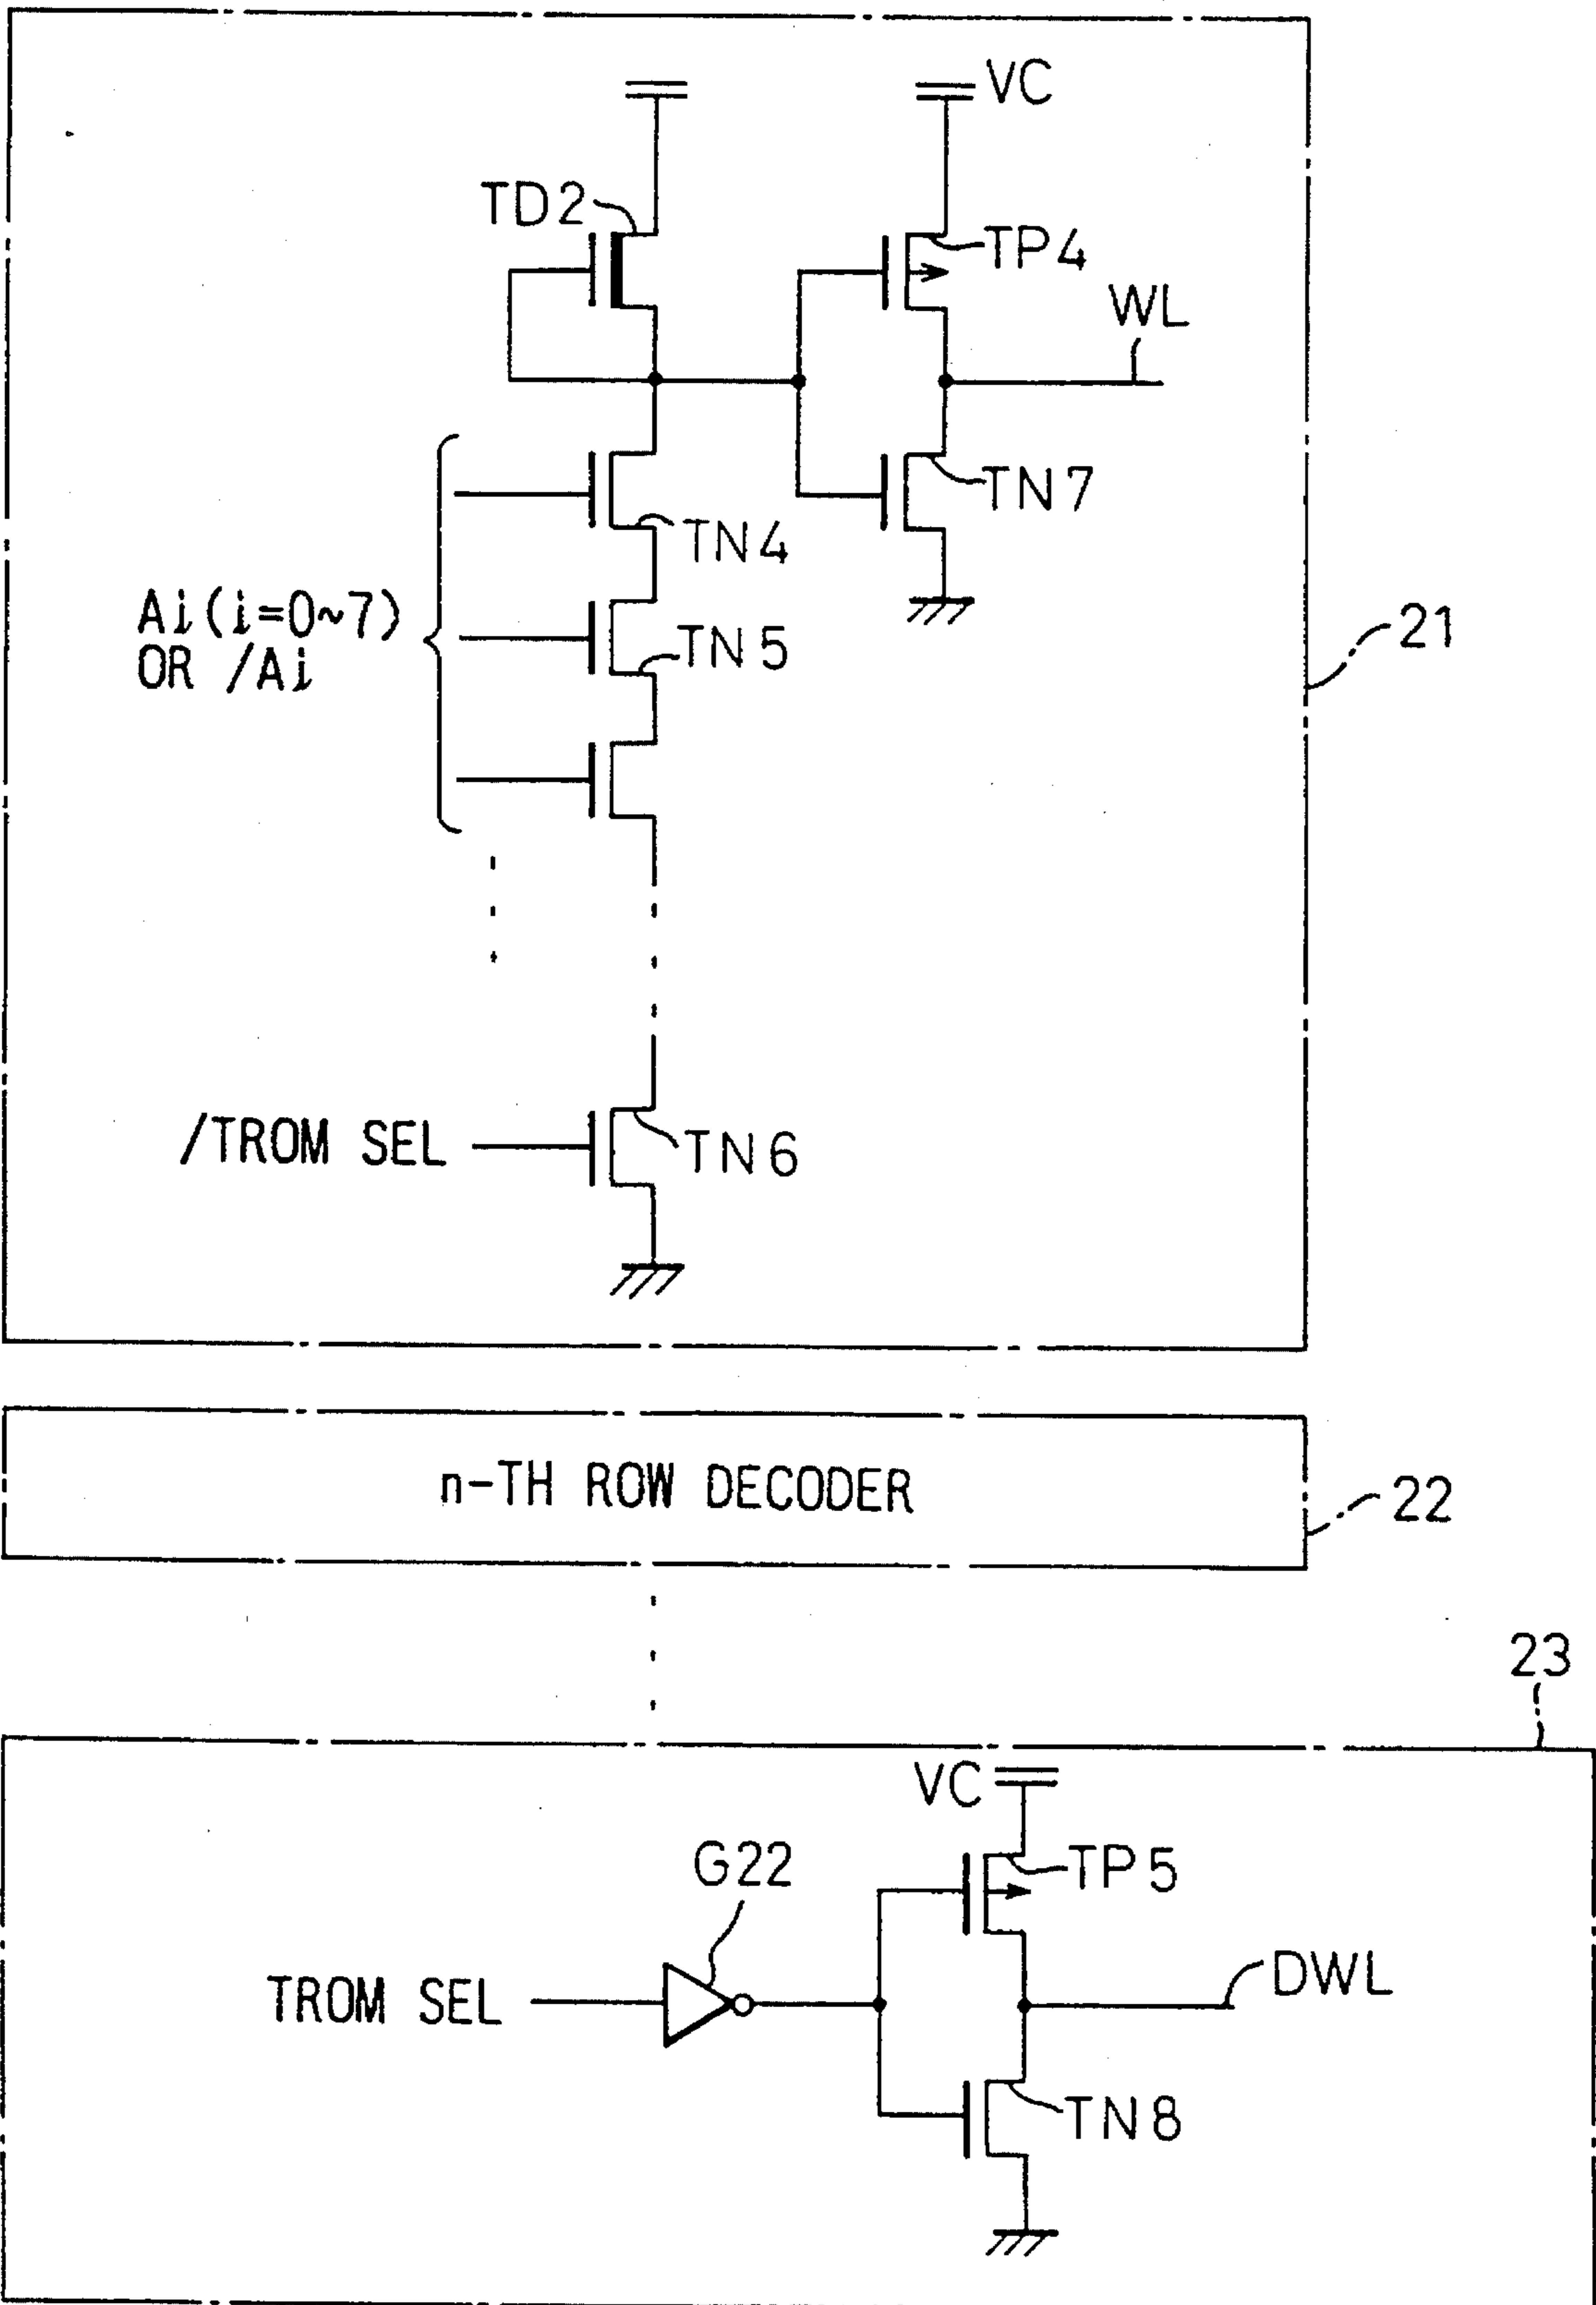 VC
TD2
TP4
WL
TN7
TN4
Ai(i=0~7)
OR /Ai
TN5
21
/TROM SEL
TN6
n-TH ROW DECODER
22
23
VC
TP5
G22
TROM SEL
DWL
TN8